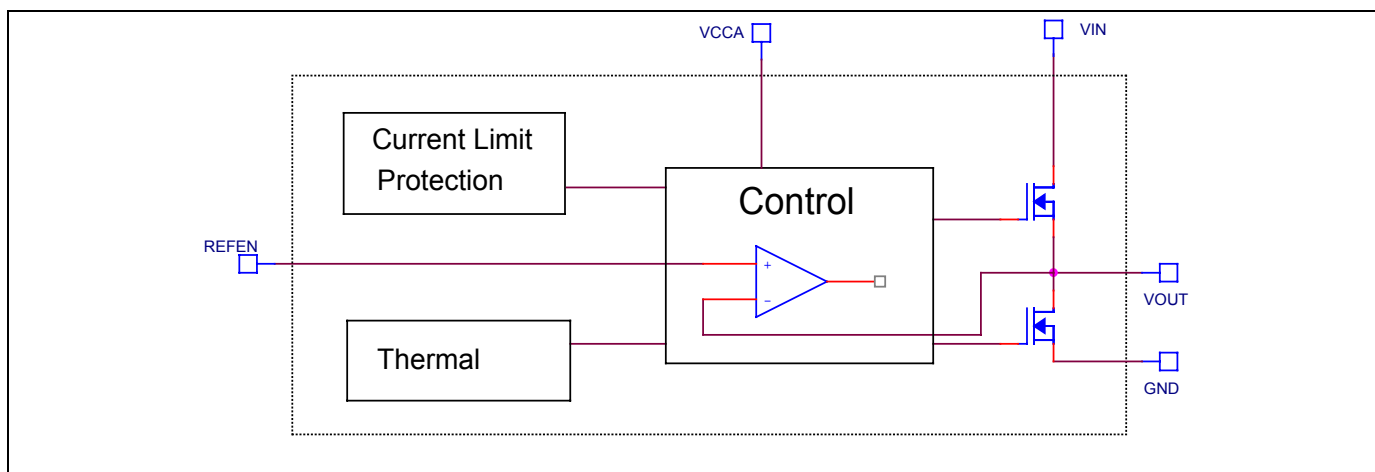 VCCA
VIN
Current Limit
Protection
Control
REFEN
+
−
VOUT
Thermal
GND